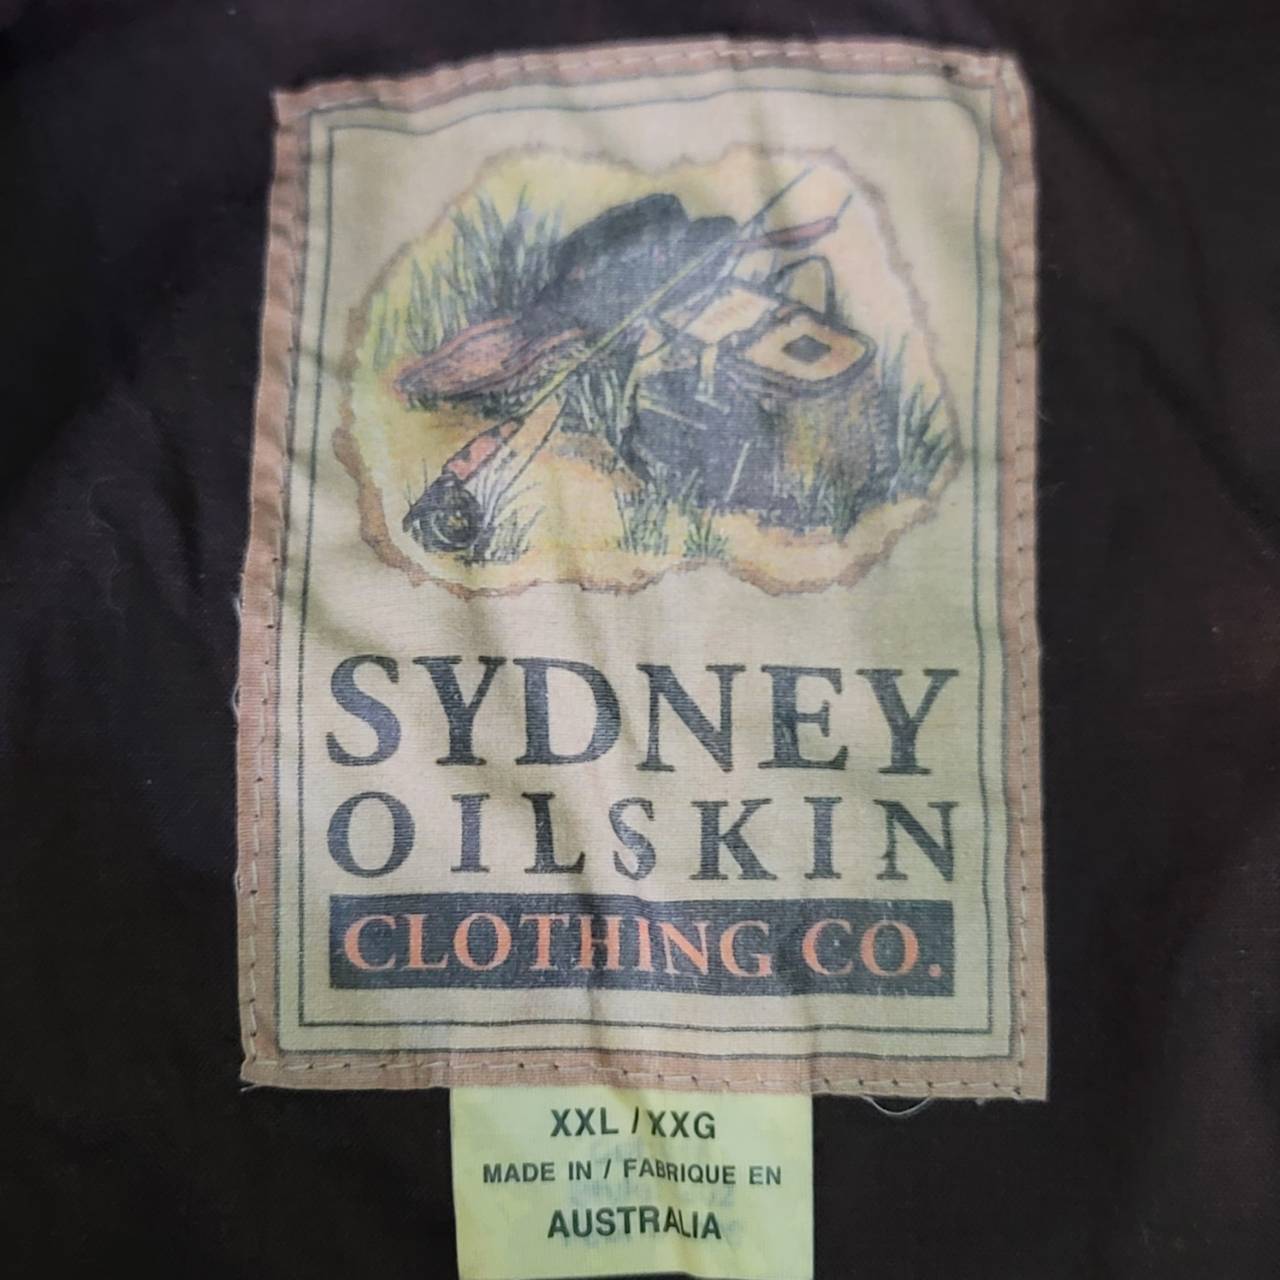 SYDNEY
OILSKIN
CLOTHING CO.
XXL / XXG
MADE IN / FABRIQUE EN
AUSTRALIA